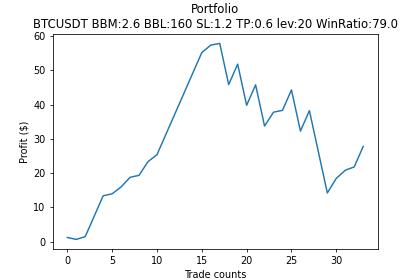 Portfolio
BTCUSDT BBM:2.6 BBL:160 SL:1.2 TP:0.6 lev:20 WinRatio:79.0
60
50
40
30
20
10
0
Profit ($)
0 5 10 15 20 25 30
Trade counts